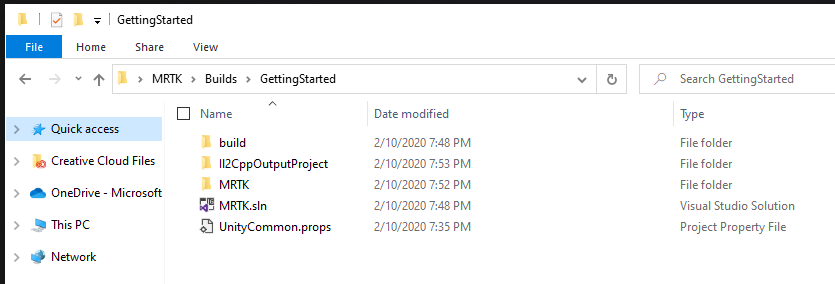 GettingStarted
File Home Share View
MRTK Builds GettingStarted Search GettingStarted
Name Date modified Type
Quick access
Creative Cloud Files
OneDrive - Microsoft
This PC
Network
build 2/10/2020 7:48 PM File folder
Il2CppOutputProject 2/10/2020 7:53 PM File folder
MRTK 2/10/2020 7:52 PM File folder
MRTK.sln 2/10/2020 7:48 PM Visual Studio Solution
UnityCommon.props 2/10/2020 7:35 PM Project Property File